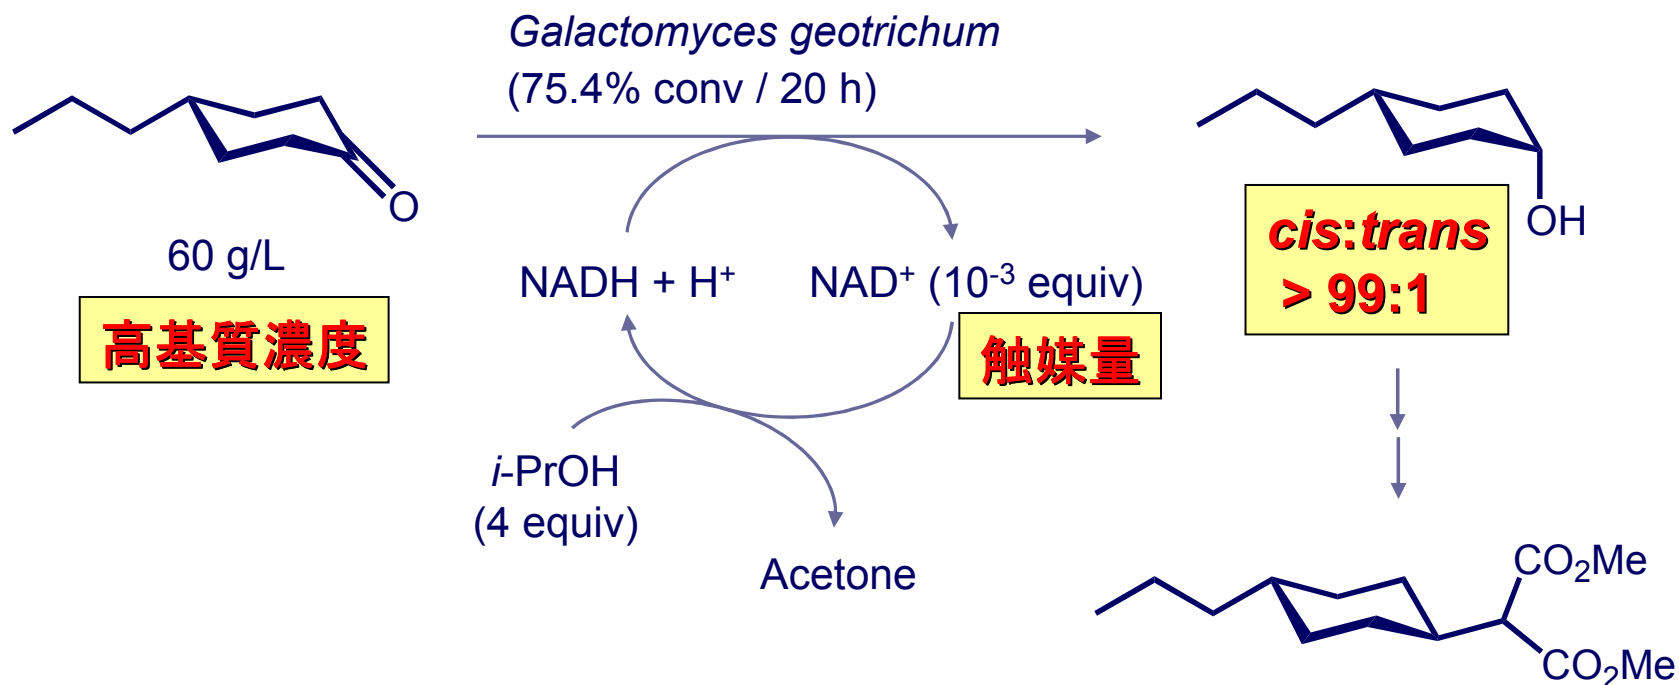 Galactomyces geotrichum
(75.4% conv / 20 h)
O
60 g/L
高基質濃度
NADH + H⁺
NAD⁺ (10⁻³ equiv)
触媒量
OH
cis:trans
> 99:1
i-PrOH
(4 equiv)
Acetone
CO₂Me
CO₂Me